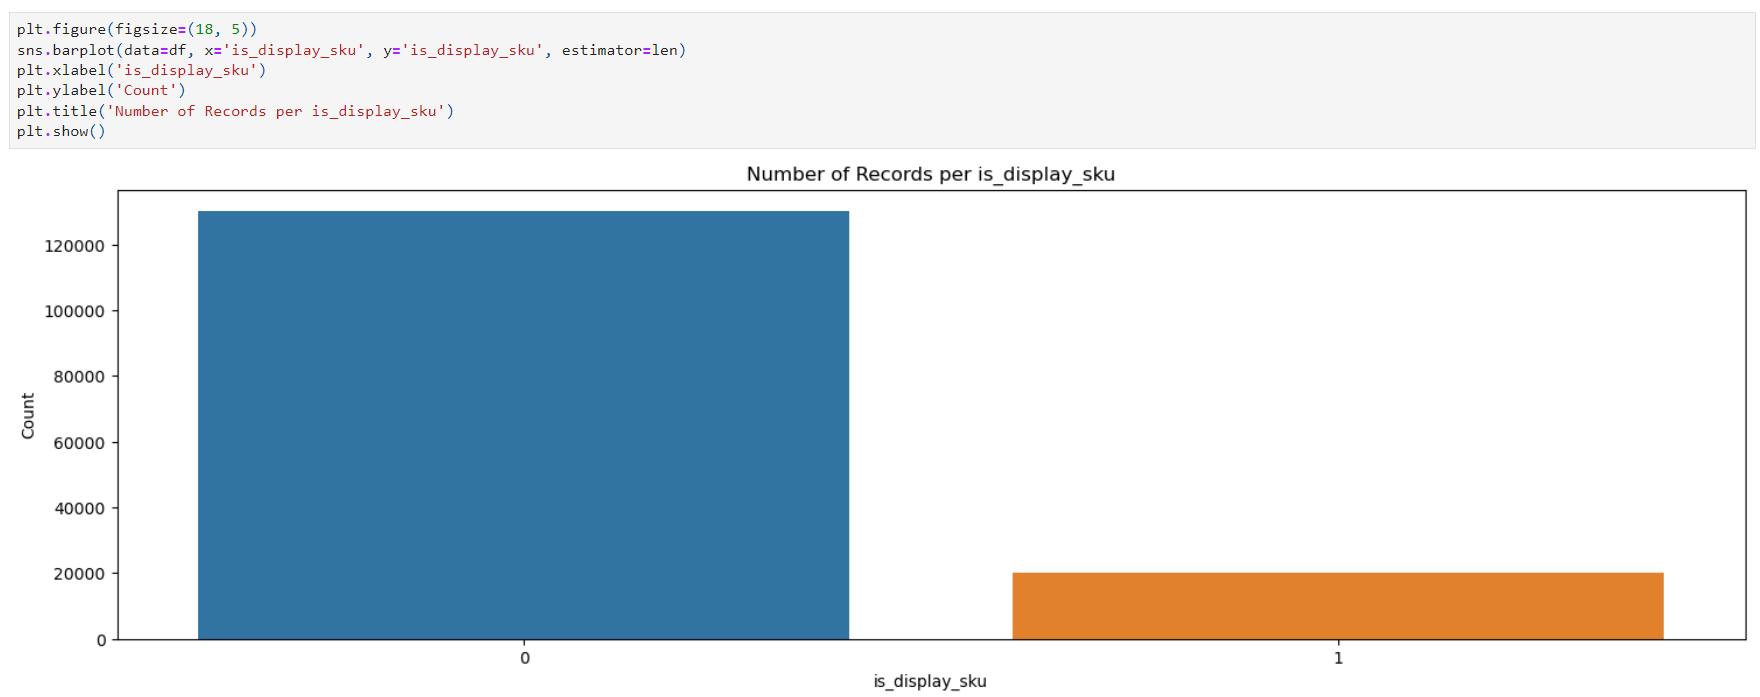 plt.figure(figsize=(18, 5))
sns.barplot(data=df, x='is_display_sku', y='is_display_sku', estimator=len)
plt.xlabel('is_display_sku')
plt.ylabel('Count')
plt.title('Number of Records per is_display_sku')
plt.show()
Number of Records per is_display_sku
120000
100000
80000
60000
40000
20000
0
Count
0 1
is_display_sku